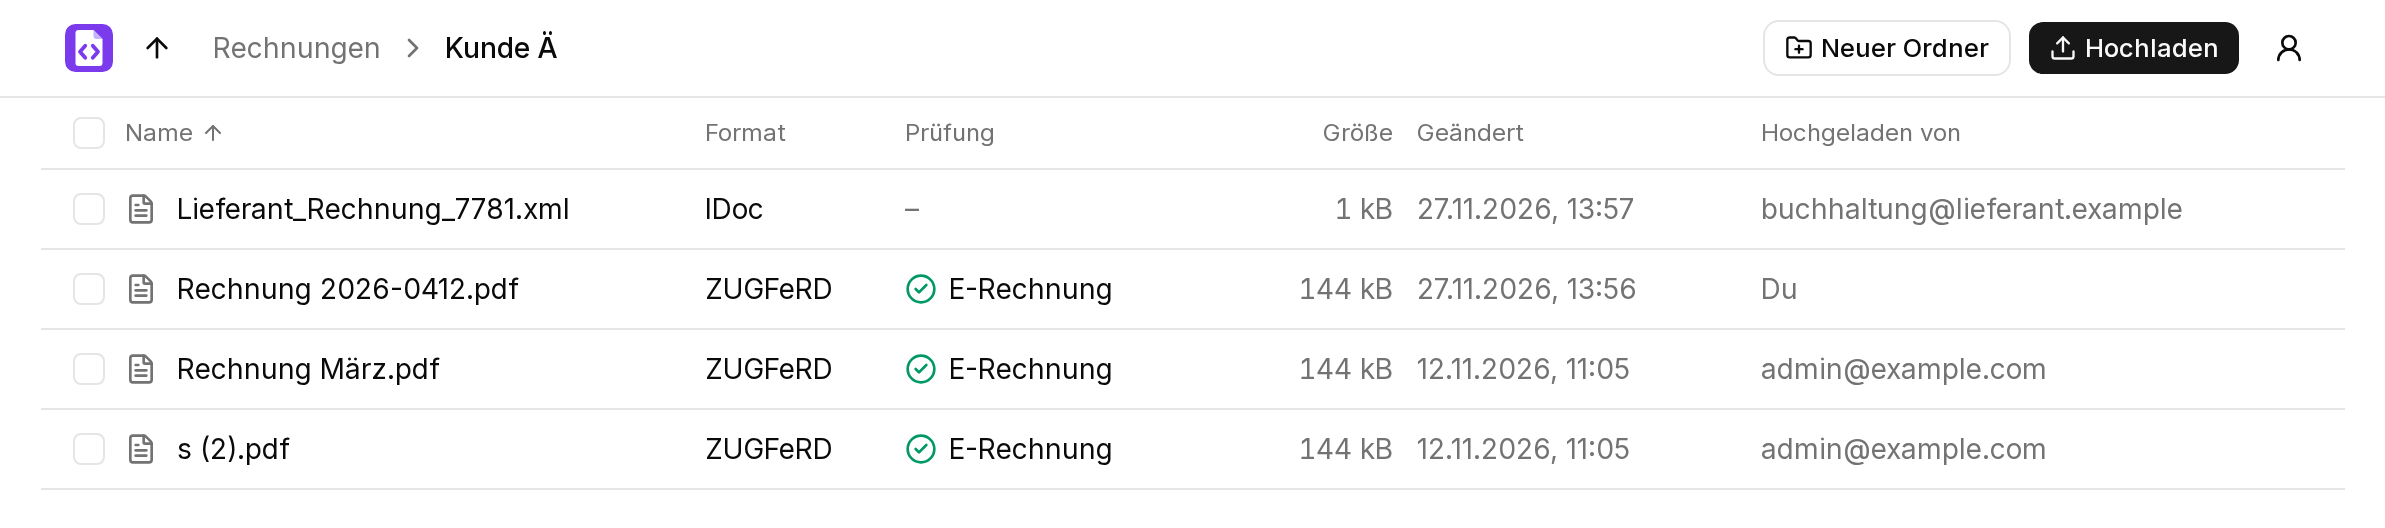 Rechnungen > Kunde Ä Neuer Ordner Hochladen
Name ↑ Format Prüfung Größe Geändert Hochgeladen von
Lieferant_Rechnung_7781.xml IDoc – 1 kB 27.11.2026, 13:57 buchhaltung@lieferant.example
Rechnung 2026-0412.pdf ZUGFeRD E-Rechnung 144 kB 27.11.2026, 13:56 Du
Rechnung März.pdf ZUGFeRD E-Rechnung 144 kB 12.11.2026, 11:05 admin@example.com
s (2).pdf ZUGFeRD E-Rechnung 144 kB 12.11.2026, 11:05 admin@example.com